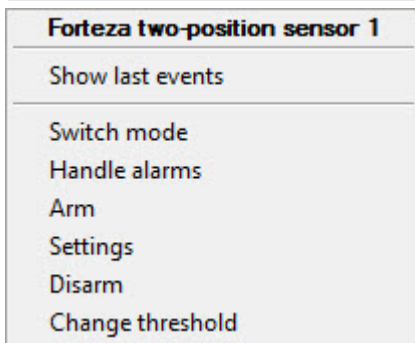 Forteza two-position sensor 1
Show last events
Switch mode
Handle alarms
Arm
Settings
Disarm
Change threshold